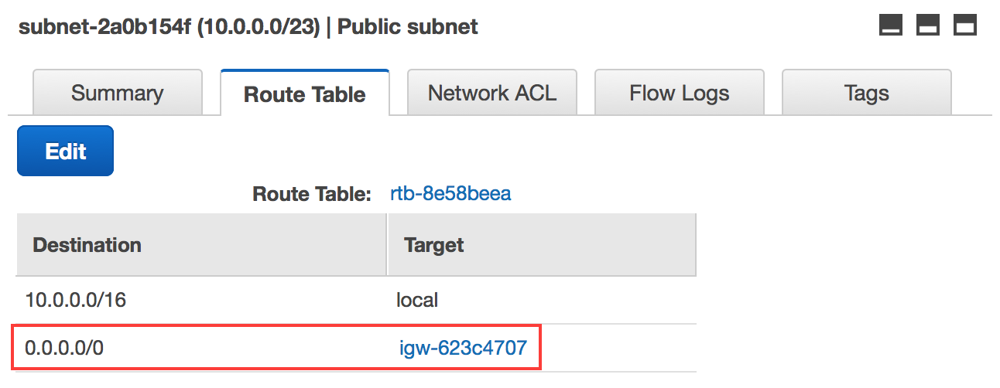 subnet-2a0b154f (10.0.0.0/23) | Public subnet
Summary Route Table Network ACL Flow Logs Tags
Edit
Route Table: rtb-8e58beea
Destination Target
10.0.0.0/16 local
0.0.0.0/0 igw-623c4707